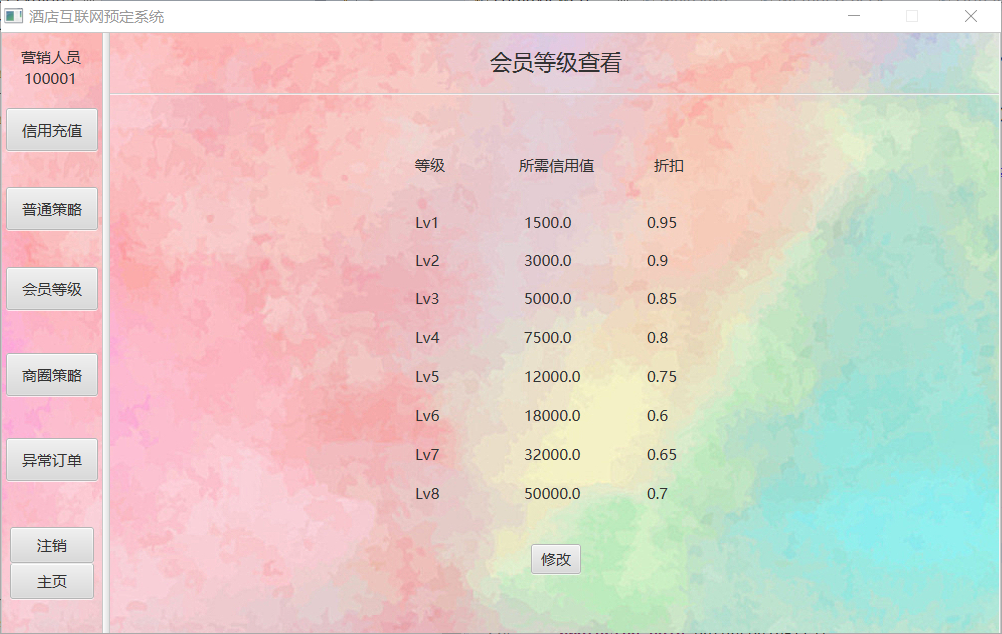 酒店互联网预定系统
营销人员
100001
信用充值
普通策略
会员等级
商圈策略
异常订单
注销
主页
会员等级查看
等级 所需信用值 折扣
Lv1 1500.0 0.95
Lv2 3000.0 0.9
Lv3 5000.0 0.85
Lv4 7500.0 0.8
Lv5 12000.0 0.75
Lv6 18000.0 0.6
Lv7 32000.0 0.65
Lv8 50000.0 0.7
修改